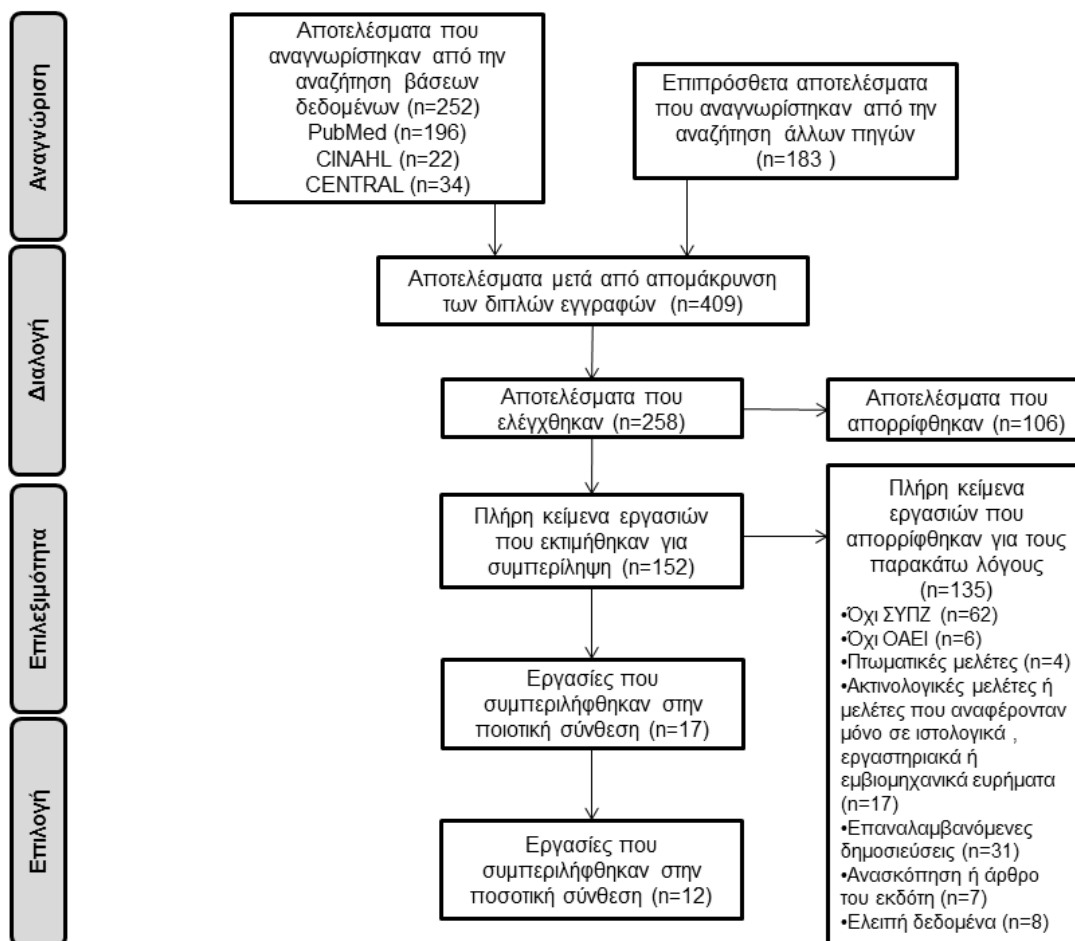 Αναγνώριση
Αποτελέσματα που
αναγνωρίστηκαν από την
αναζήτηση βάσεων
δεδομένων (n=252)
PubMed (n=196)
CINAHL (n=22)
CENTRAL (n=34)
Επιπρόσθετα αποτελέσματα
που αναγνωρίστηκαν από την
αναζήτηση άλλων πηγών
(n=183 )
Διαλογή
Αποτελέσματα μετά από απομάκρυνση
των διπλών εγγραφών (n=409)
Αποτελέσματα που
ελέγχθηκαν (n=258)
Αποτελέσματα που
απορρίφθηκαν (n=106)
Επιλεξιμότητα
Πλήρη κείμενα εργασιών
που εκτιμήθηκαν για
συμπερίληψη (n=152)
Πλήρη κείμενα
εργασιών που
απορρίφθηκαν για τους
παρακάτω λόγους
(n=135)
•Όχι ΣΥΠΖ (n=62)
•Όχι ΟΑΕΙ (n=6)
•Πτωματικές μελέτες (n=4)
•Ακτινολογικές μελέτες ή
μελέτες που αναφέρονταν
μόνο σε ιστολογικά ,
εργαστηριακά ή
εμβιομηχανικά ευρήματα
(n=17)
•Επαναλαμβανόμενες
δημοσιεύσεις (n=31)
•Ανασκόπηση ή άρθρο
του εκδότη (n=7)
•Ελειπή δεδομένα (n=8)
Εργασίες που
συμπεριλήφθηκαν στην
ποιοτική σύνθεση (n=17)
Επιλογή
Εργασίες που
συμπεριλήφθηκαν στην
ποσοτική σύνθεση (n=12)